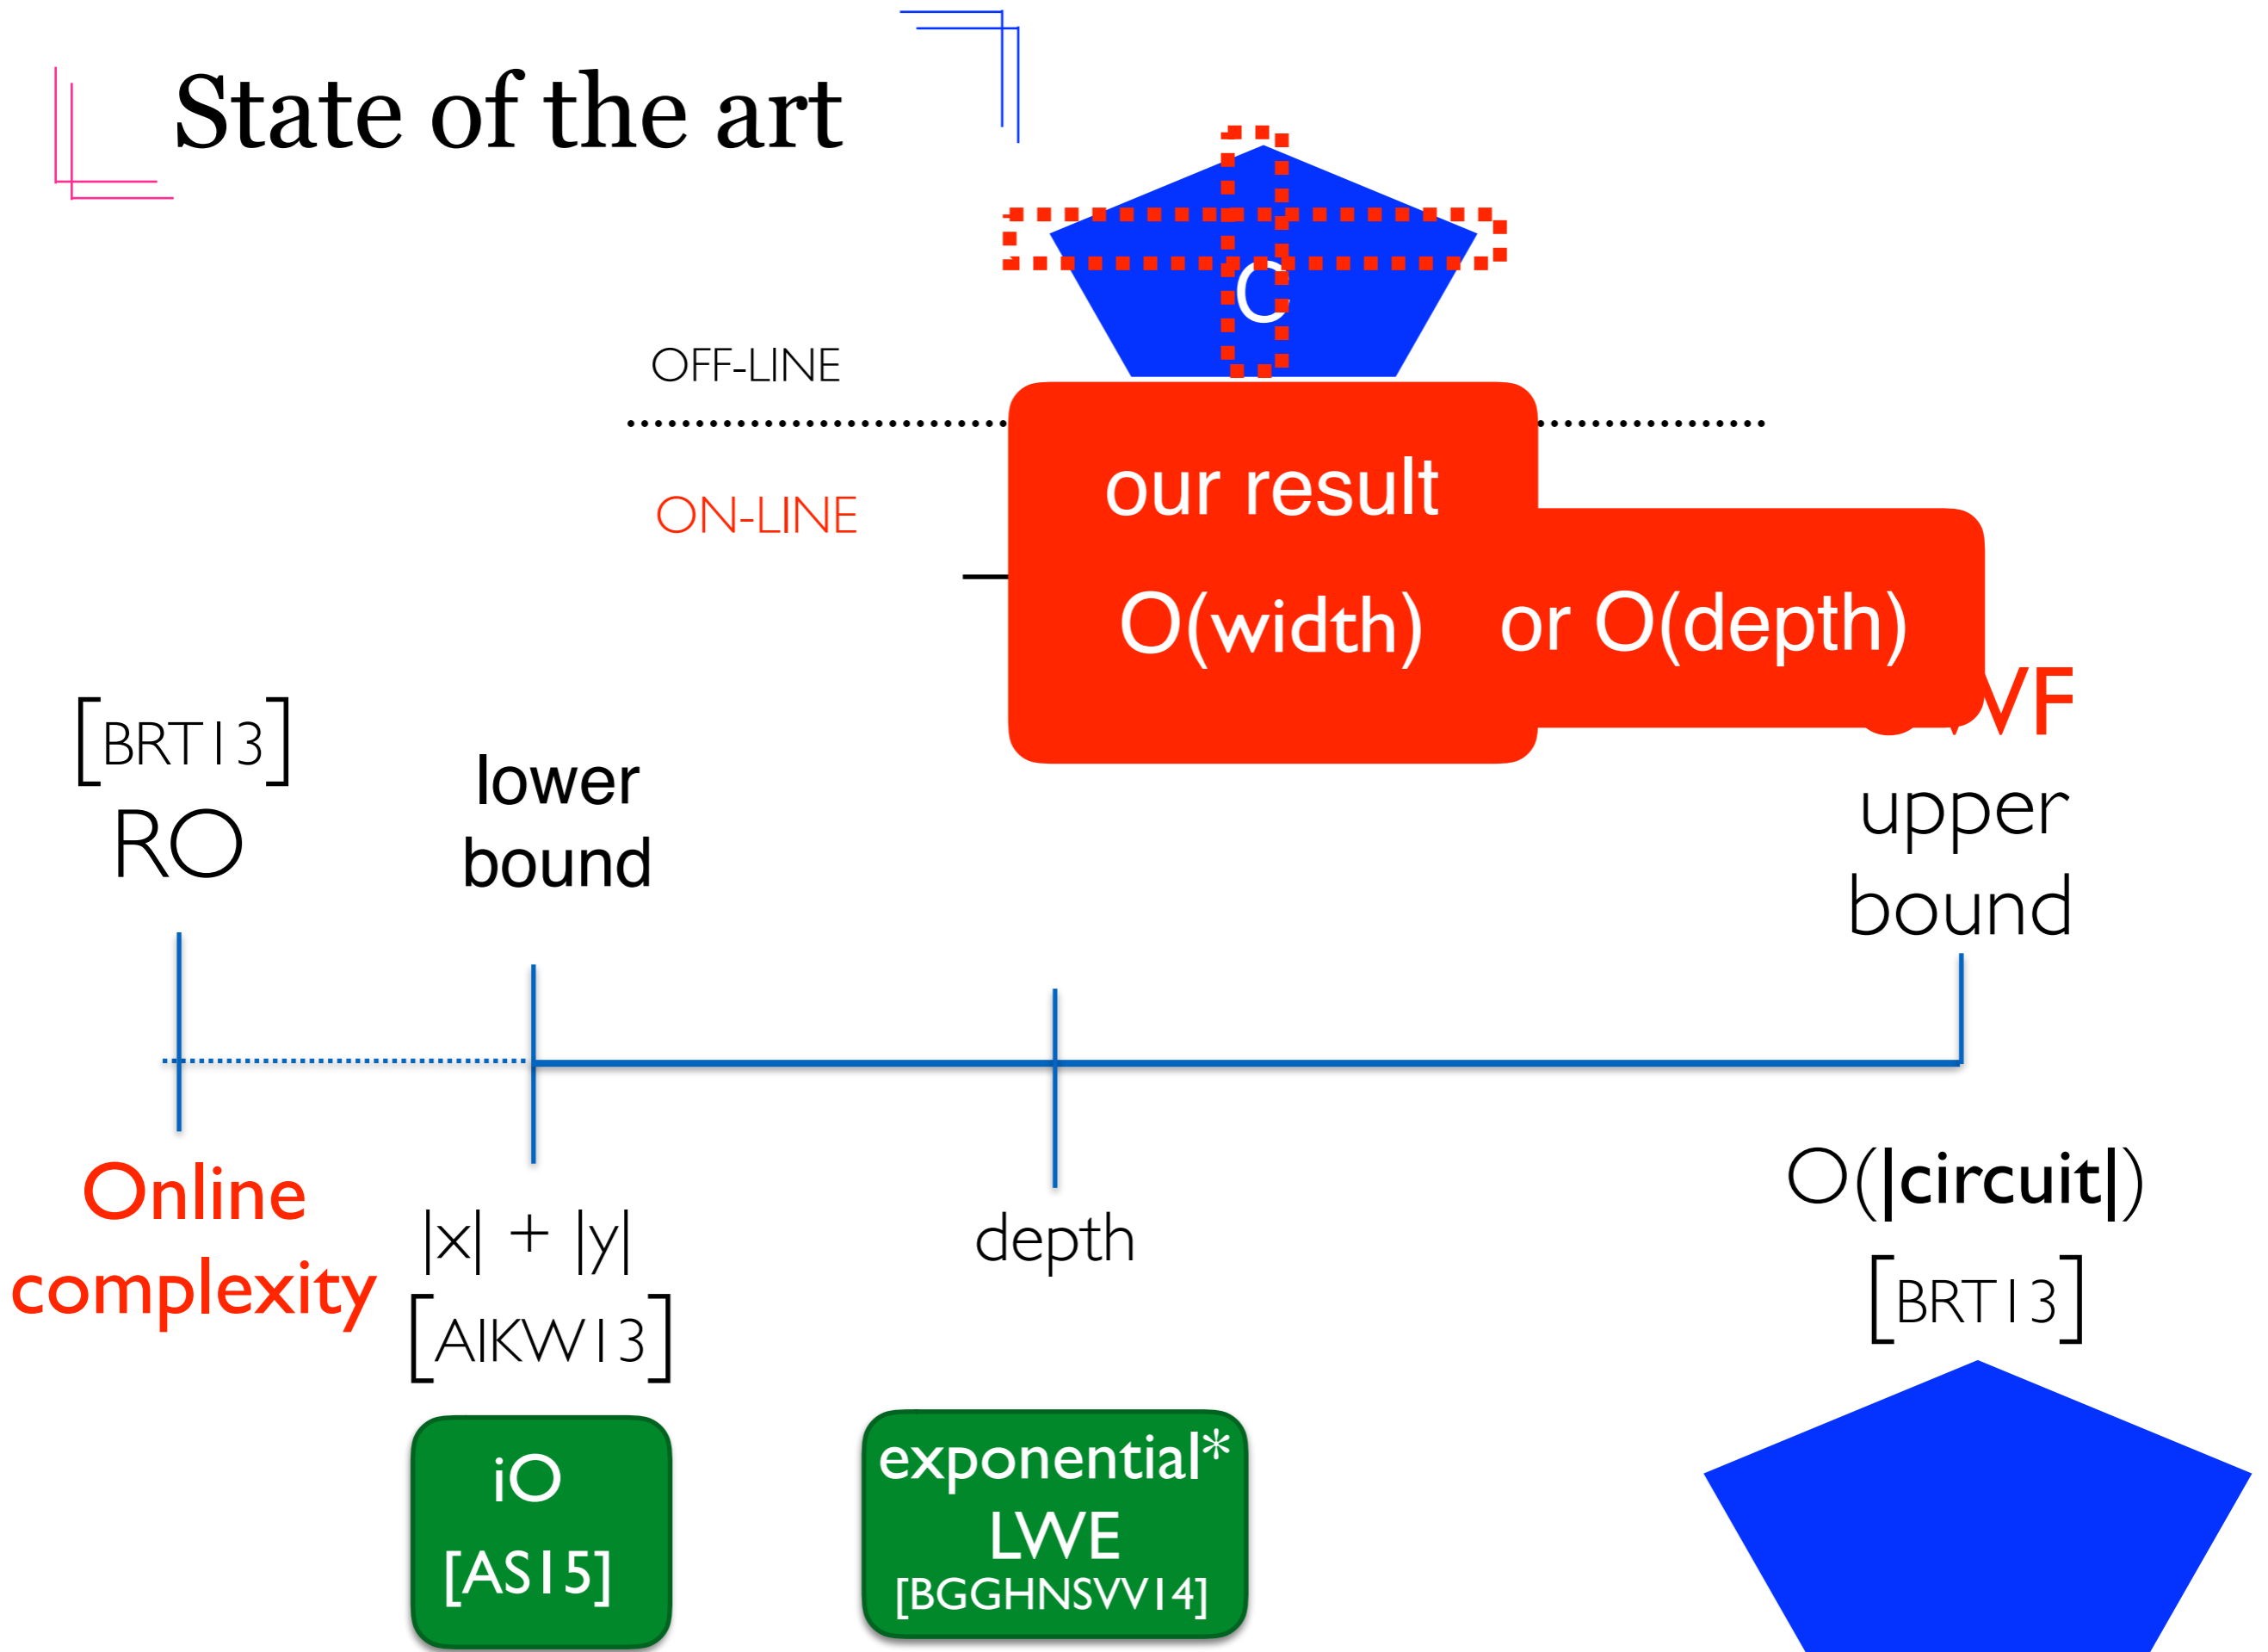 State of the art
C
OFF-LINE
ON-LINE
our result
O(width)
or O(depth)
[BRT13]
RO
lower
bound
upper
bound
Online
complexity
|x| + |y|
[AIKW13]
depth
O(|circuit|)
[BRT13]
iO
[AS15]
exponential*
LWE
[BGGHNSVV14]